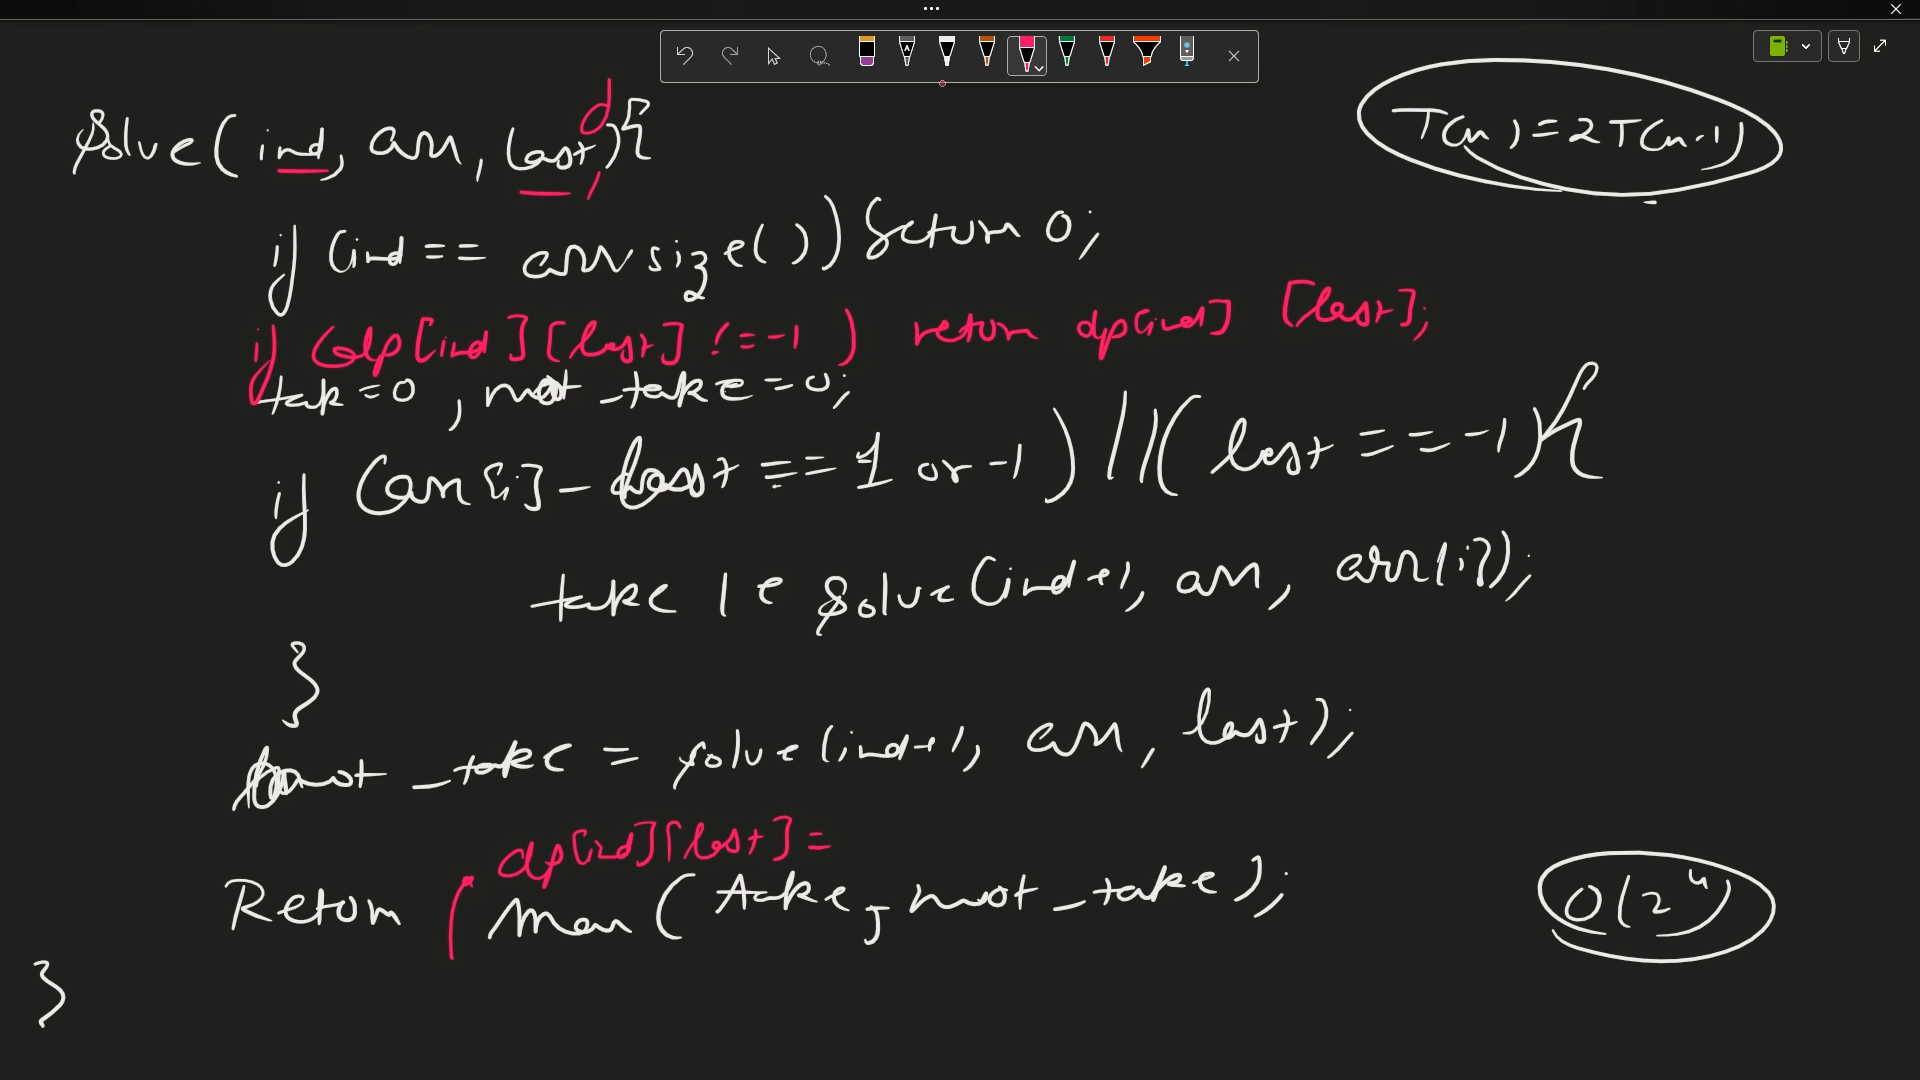 solve(ind, arr, last, d){
T(n) = 2T(n-1)
if (ind == arr.size()) return 0;
if (dp[ind][last] != -1) return dp[ind][last];
tak = 0, not_take = 0;
if (arr[i] - last == 1 or -1) || (last == -1){
take 1 + solve(ind+1, arr, arr[i]);
}
not_take = solve(ind+1, arr, last);
dp[ind][last] =
Return max(take, not_take);
O(2^n)
}